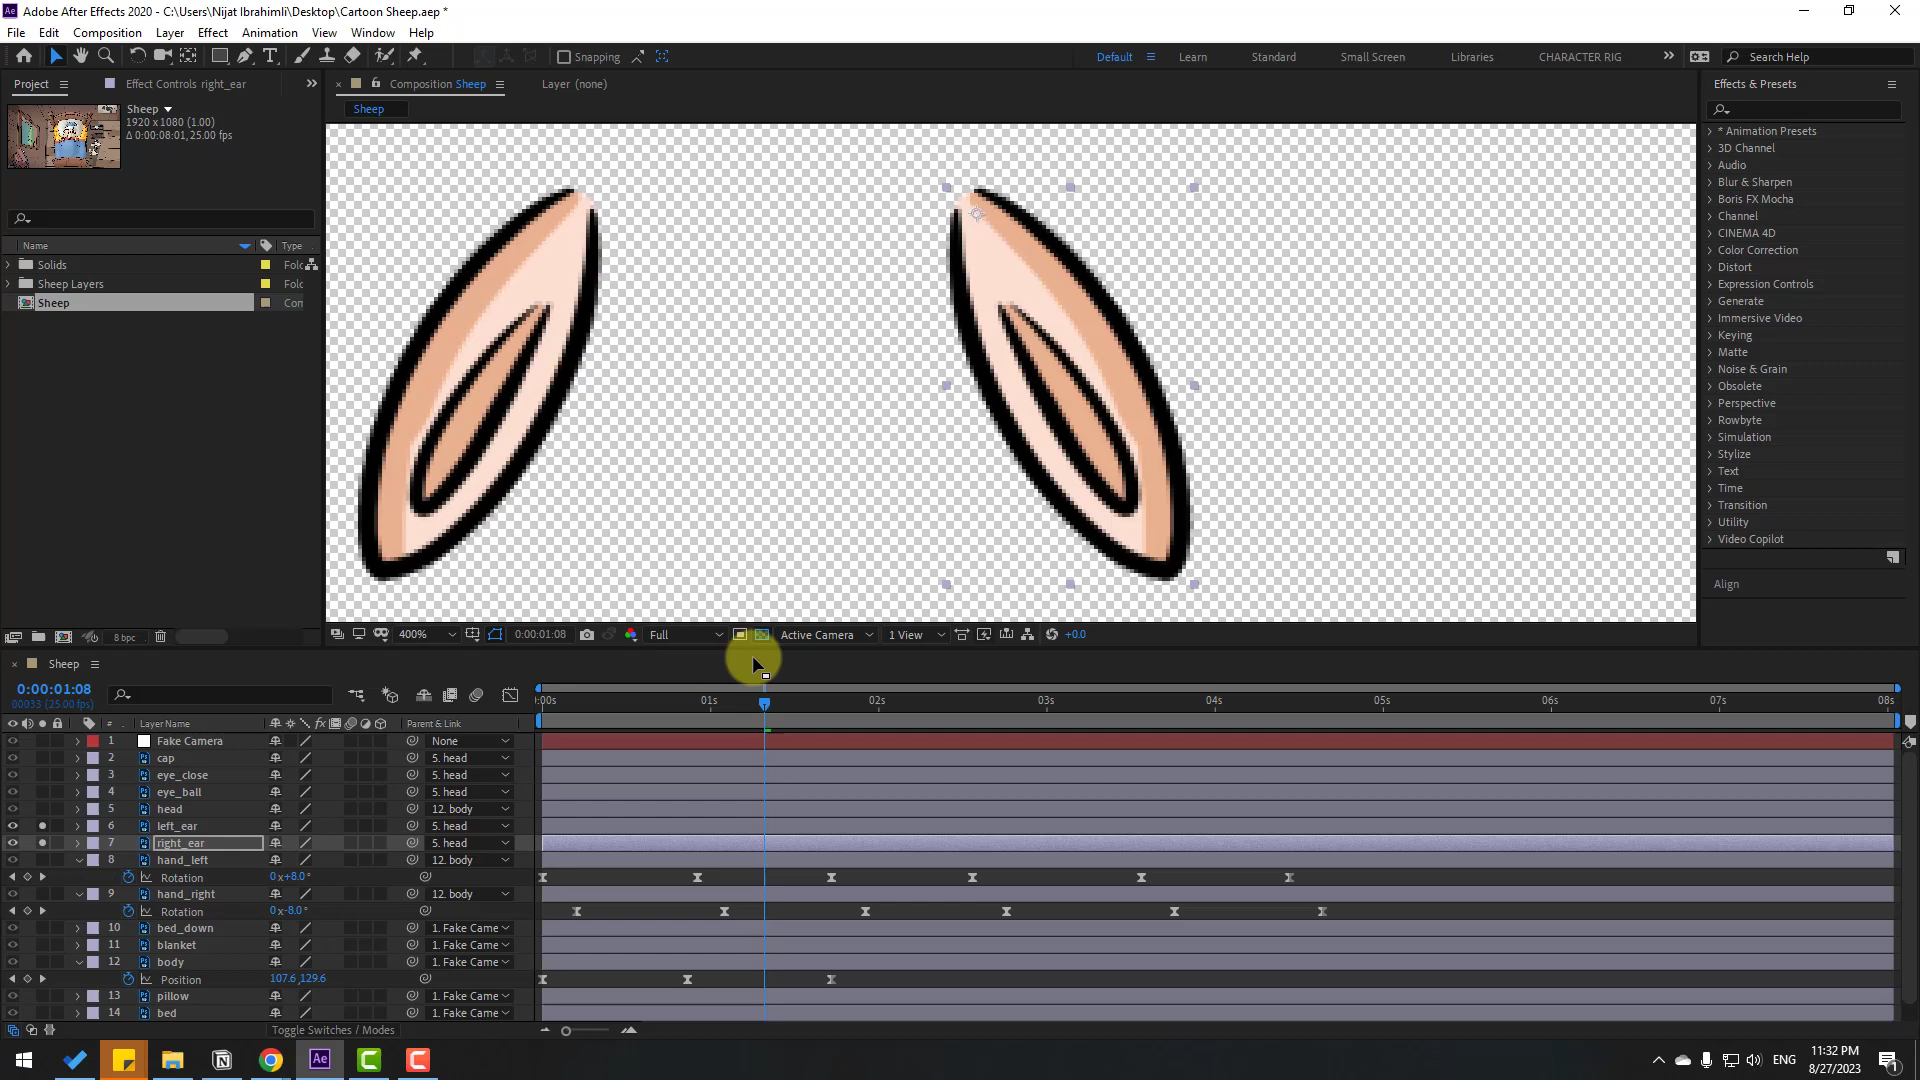 Adobe After Effects 2020 - C:\Users\Nijat Ibrahimli\Desktop\Cartoon Sheep.aep *
File Edit Composition Layer Effect Animation View Window Help
Snapping
Default Learn Standard Small Screen Libraries CHARACTER RIG Search Help
Project Effect Controls right_ear
Composition Sheep Layer (none)
Effects & Presets
Sheep
1920 x 1080 (1.00)
Δ 0:00:08:01, 25.00 fps
Sheep
Name Type
Solids Folc
Sheep Layers Folc
Sheep Con
* Animation Presets
3D Channel
Audio
Blur & Sharpen
Boris FX Mocha
Channel
CINEMA 4D
Color Correction
Distort
Expression Controls
Generate
Immersive Video
Keying
Matte
Noise & Grain
Obsolete
Perspective
Rowbyte
Simulation
Stylize
Text
Time
Transition
Utility
Video Copilot
Align
8 bpc
400% 0:00:01:08 Full Active Camera 1 View +0.0
Sheep
0:00:01:08
00033 (25.00 fps)
:00s 01s 02s 03s 04s 05s 06s 07s 08s
# Layer Name fx Parent & Link
1 Fake Camera None
2 cap 5. head
3 eye_close 5. head
4 eye_ball 5. head
5 head 12. body
6 left_ear 5. head
7 right_ear 5. head
8 hand_left 12. body
Rotation 0x+8.0°
9 hand_right 12. body
Rotation 0x-8.0°
10 bed_down 1. Fake Came
11 blanket 1. Fake Came
12 body 1. Fake Came
Position 107.6,129.6
13 pillow 1. Fake Came
14 bed 1. Fake Came
Toggle Switches / Modes
ENG
11:32 PM
8/27/2023
1